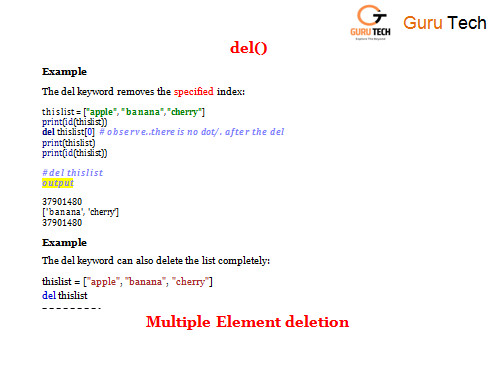 GURU TECH
Explore The Beyond
Guru Tech
del()
Example
The del keyword removes the specified index:
thislist = ["apple", "banana", "cherry"]
print(id(thislist))
del thislist[0] # observe..there is no dot/. after the del
print(thislist)
print(id(thislist))
#del thislist
output
37901480
['banana', 'cherry']
37901480
Example
The del keyword can also delete the list completely:
thislist = ["apple", "banana", "cherry"]
del thislist
---------.
Multiple Element deletion